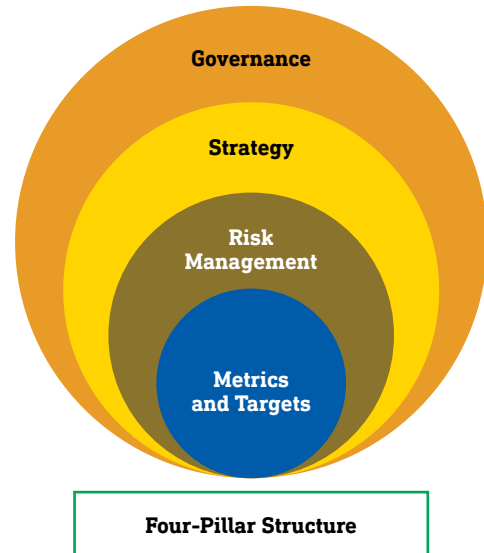 Governance
Strategy
Risk
Management
Metrics
and Targets
Four-Pillar Structure